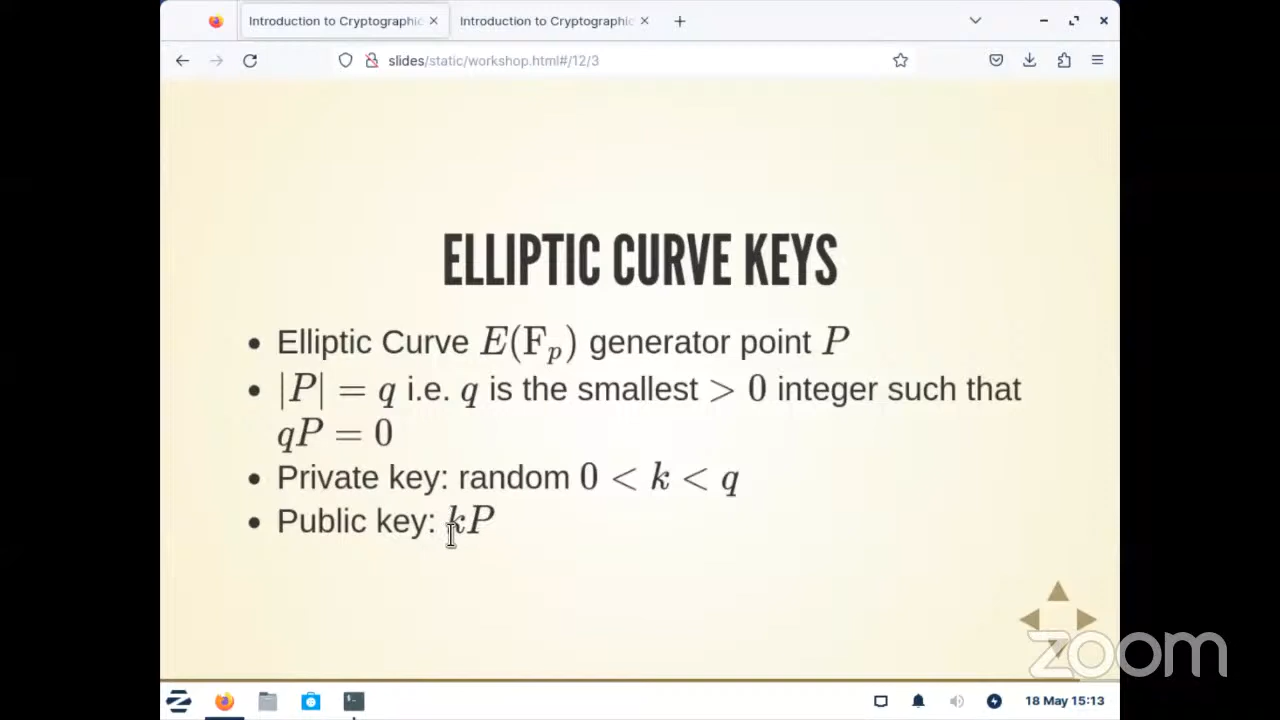 Introduction to Cryptographic
Introduction to Cryptographic
slides/static/workshop.html#/12/3
ELLIPTIC CURVE KEYS
• Elliptic Curve E(F_p) generator point P
• |P| = q i.e. q is the smallest > 0 integer such that
qP = 0
• Private key: random 0 < k < q
• Public key: kP
zoom
18 May 15:13